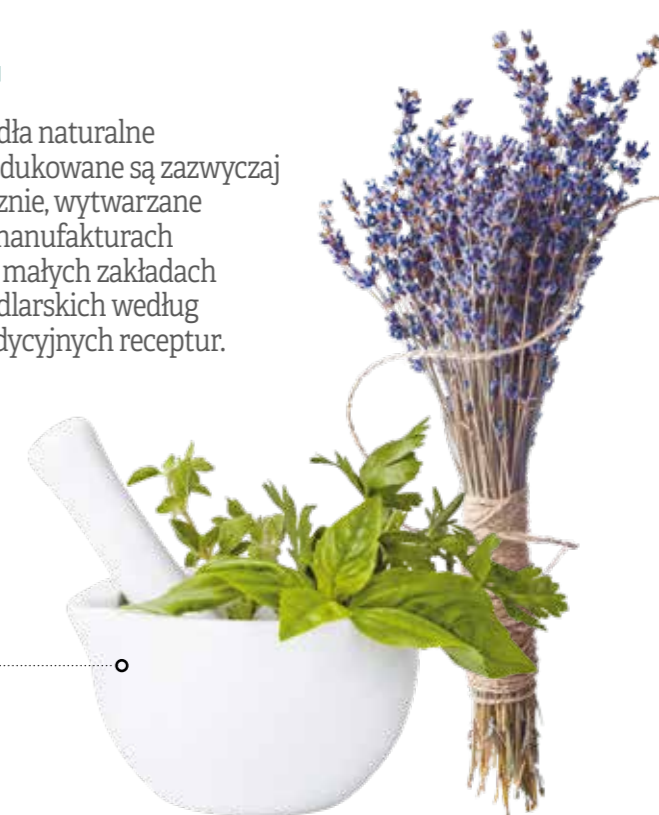 dła naturalne
dukowane są zazwyczaj
znie, wytwarzane
manufakturach
małych zakładach
dlarskich według
dycyjnych receptur.